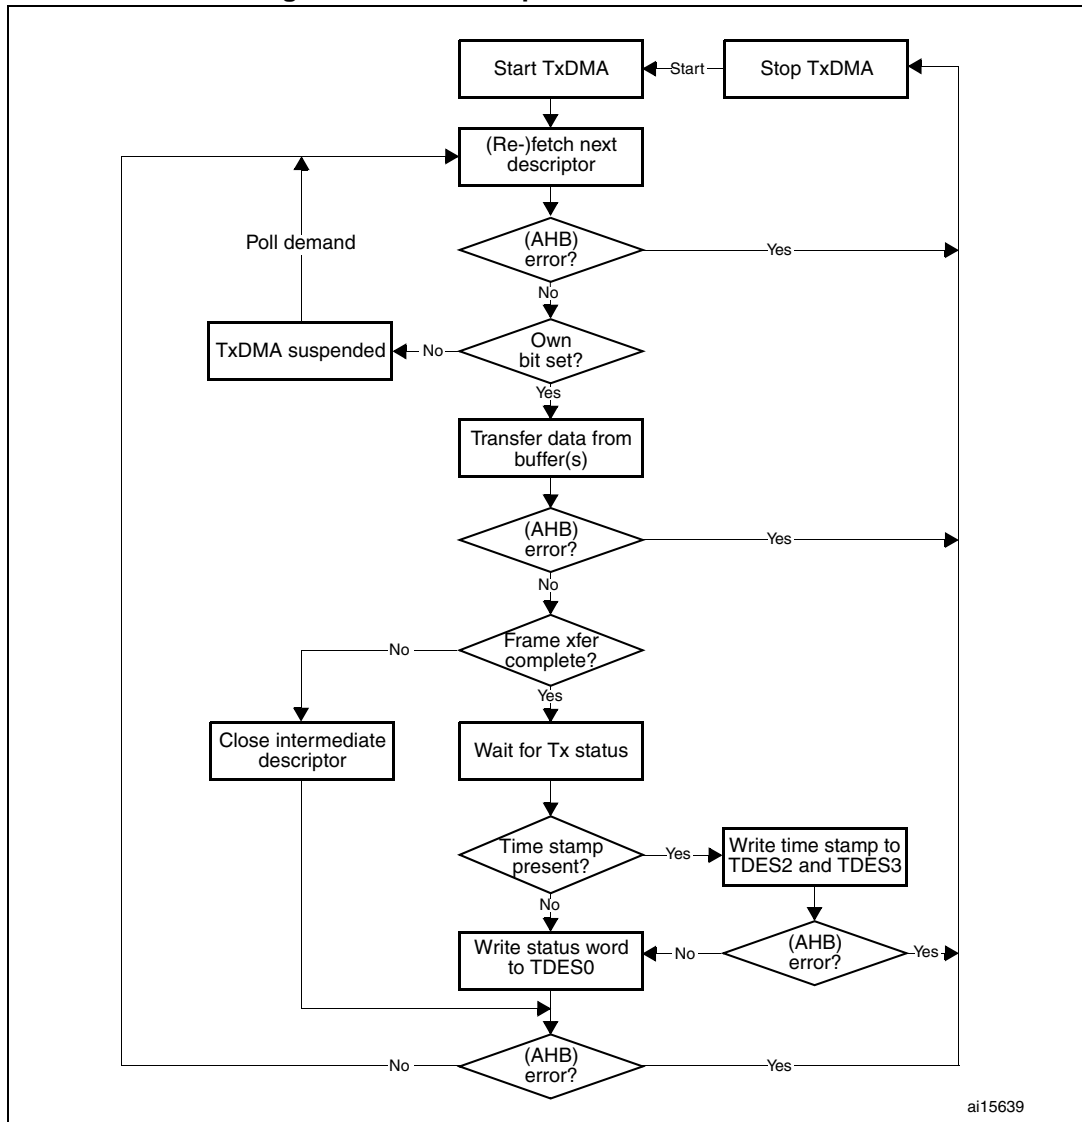 Start TxDMA
Start
Stop TxDMA
(Re-)fetch next
descriptor
Poll demand
(AHB)
error?
Yes
No
TxDMA suspended
No
Own
bit set?
Yes
Transfer data from
buffer(s)
(AHB)
error?
Yes
No
No
Frame xfer
complete?
Yes
Close intermediate
descriptor
Wait for Tx status
Time stamp
present?
Yes
Write time stamp to
TDES2 and TDES3
No
Write status word
to TDES0
No
(AHB)
error?
Yes
No
(AHB)
error?
Yes
ai15639